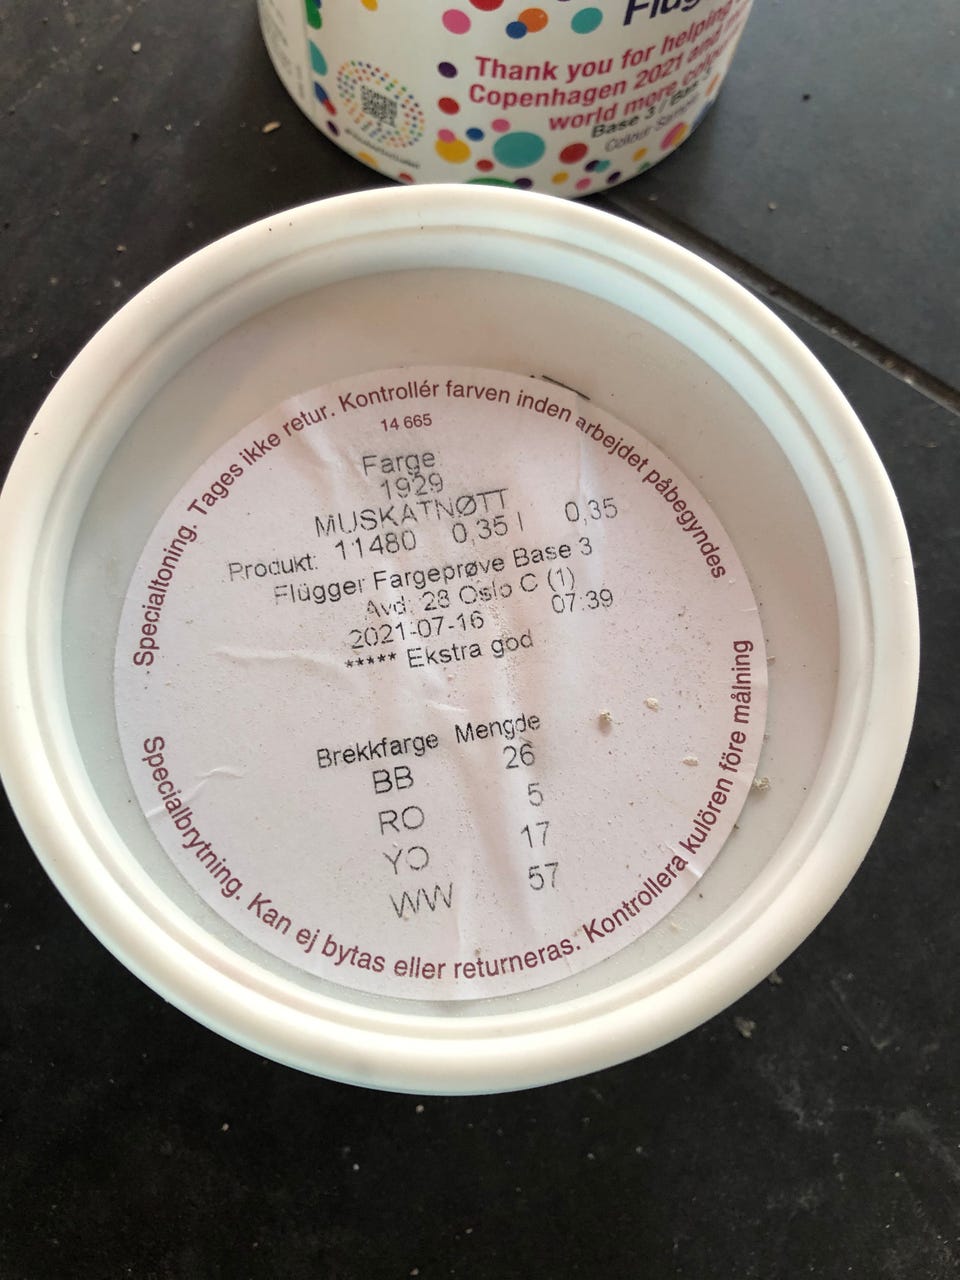 Flüg
Thank you for helping
Copenhagen 2021 and
world more
Base 3 /
Colour
Specialtoning. Tages ikke retur. Kontrollér farven inden arbejdet påbegyndes
14 665
Farge
1929
MUSKATNØTT
Produkt: 11480 0,35 l 0,35
Flügger Fargeprøve Base 3
Avd: 28 Oslo C (1)
2021-07-16 07:39
***** Ekstra god
Brekkfarge Mengde
BB 26
RO 5
YO 17
WW 57
Specialbrytning. Kan ej bytas eller returneras. Kontrollera kulören före målning